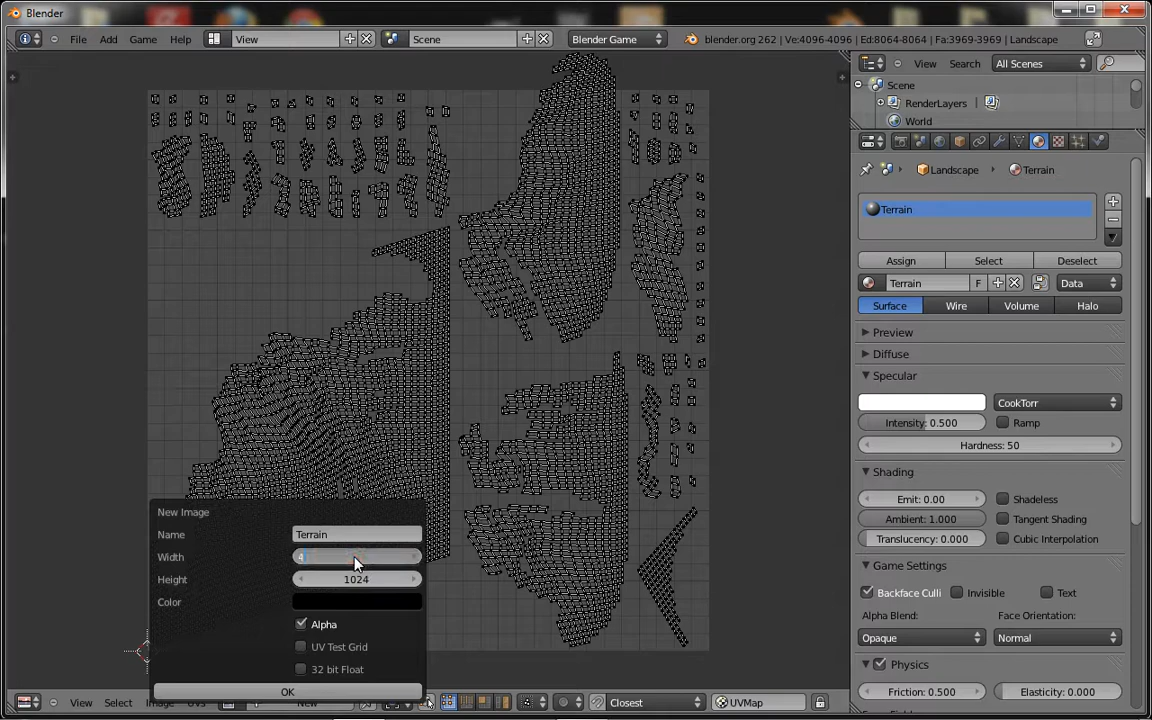 Blender
File Add Game Help View Scene Blender Game blender.org 262 | Ve:4096-4096 | Ed:8064-8064 | Fa:3969-3969 | Landscape
View Search All Scenes
Scene
RenderLayers |
World
Landscape Terrain
Terrain
Assign Select Deselect
Terrain F Data
Surface Wire Volume Halo
Preview
Diffuse
Specular
CookTorr
Intensity: 0.500 Ramp
Hardness: 50
Shading
Emit: 0.00 Shadeless
Ambient: 1.000 Tangent Shading
Translucency: 0.000 Cubic Interpolation
Game Settings
Backface Culli Invisible Text
Alpha Blend: Face Orientation:
Opaque Normal
Physics
Friction: 0.500 Elasticity: 0.000
New Image
Name Terrain
Width 4
Height 1024
Color
Alpha
UV Test Grid
32 bit Float
OK
View Select Image UVs New Closest UVMap